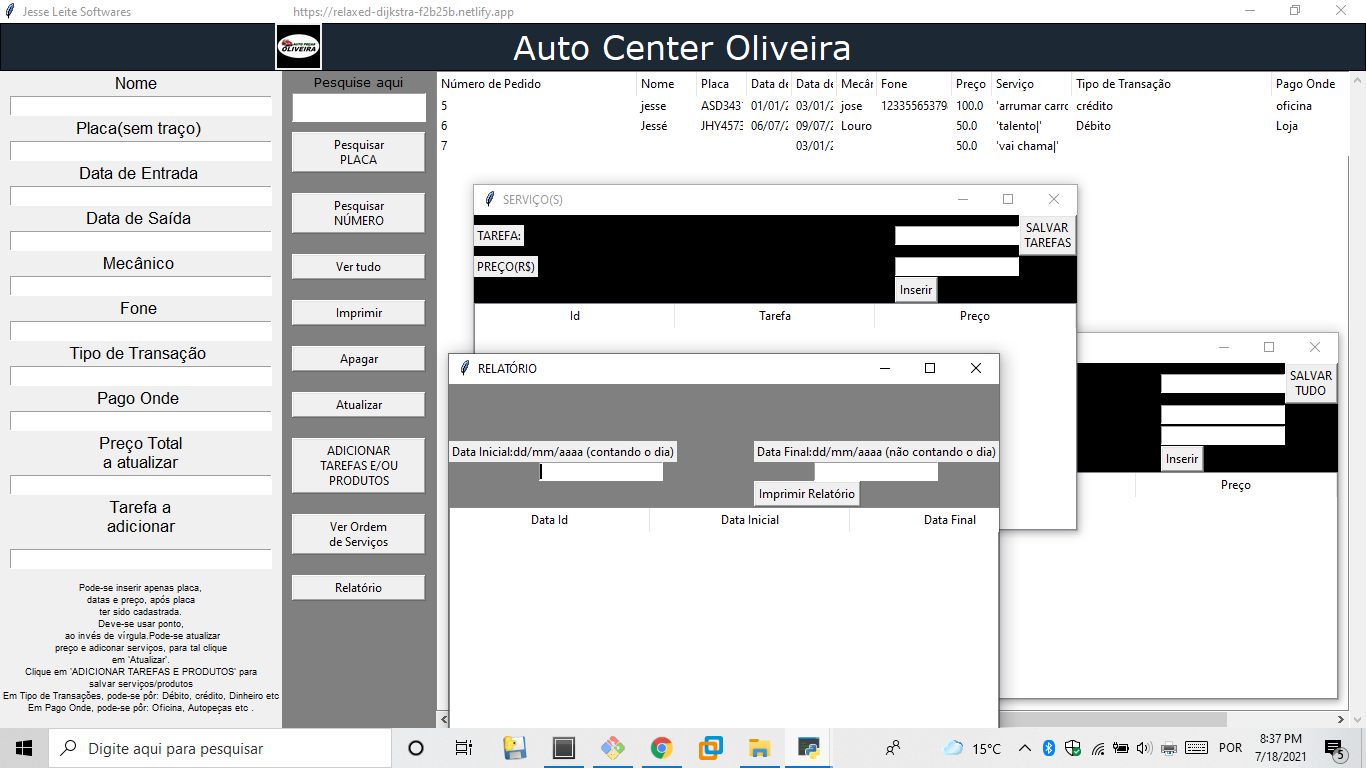 Jesse Leite Softwares
https://relaxed-dijkstra-f2b25b.netlify.app
AUTO PEÇAS
OLIVEIRA
Auto Center Oliveira
Nome
Placa(sem traço)
Data de Entrada
Data de Saída
Mecânico
Fone
Tipo de Transação
Pago Onde
Preço Total
a atualizar
Tarefa a
adicionar
Pode-se inserir apenas placa,
datas e preço, após placa
ter sido cadastrada.
Deve-se usar ponto,
ao invés de vírgula.Pode-se atualizar
preço e adiconar serviços, para tal clique
em 'Atualizar'.
Clique em 'ADICIONAR TAREFAS E PRODUTOS' para
salvar serviços/produtos
Em Tipo de Transações, pode-se pôr: Débito, crédito, Dinheiro etc
Em Pago Onde, pode-se pôr: Oficina, Autopeças etc .
Pesquise aqui
Pesquisar
PLACA
Pesquisar
NÚMERO
Ver tudo
Imprimir
Apagar
Atualizar
ADICIONAR
TAREFAS E/OU
PRODUTOS
Ver Ordem
de Serviços
Relatório
Número de Pedido Nome Placa Data de Data de Mecân Fone Preço Serviço Tipo de Transação Pago Onde
5 jesse ASD343 01/01/2 03/01/2 jose 12335565379 100.0 'arrumar carro crédito oficina
6 Jessé JHY4573 06/07/2 09/07/2 Louro 50.0 'talento|' Débito Loja
7 03/01/2 50.0 'vai chama|'
SERVIÇO(S)
TAREFA:
SALVAR
TAREFAS
PREÇO(R$)
Inserir
Id Tarefa Preço
SALVAR
TUDO
Inserir
Preço
RELATÓRIO
Data Inicial:dd/mm/aaaa (contando o dia) Data Final:dd/mm/aaaa (não contando o dia)
Imprimir Relatório
Data Id Data Inicial Data Final
Digite aqui para pesquisar
15°C
POR
8:37 PM
7/18/2021
5